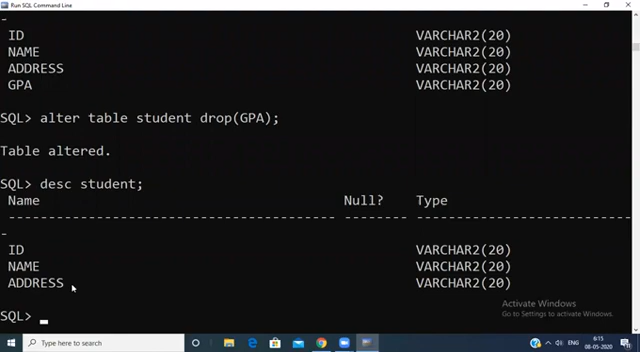 Run SQL Command Line
-
ID VARCHAR2(20)
NAME VARCHAR2(20)
ADDRESS VARCHAR2(20)
GPA VARCHAR2(20)
SQL> alter table student drop(GPA);
Table altered.
SQL> desc student;
Name Null? Type
----------------------------------------- -------- ----------------------------
-
ID VARCHAR2(20)
NAME VARCHAR2(20)
ADDRESS VARCHAR2(20)
SQL>
Activate Windows
Go to Settings to activate Windows.
Type here to search
ENG
8:15
08-05-2020